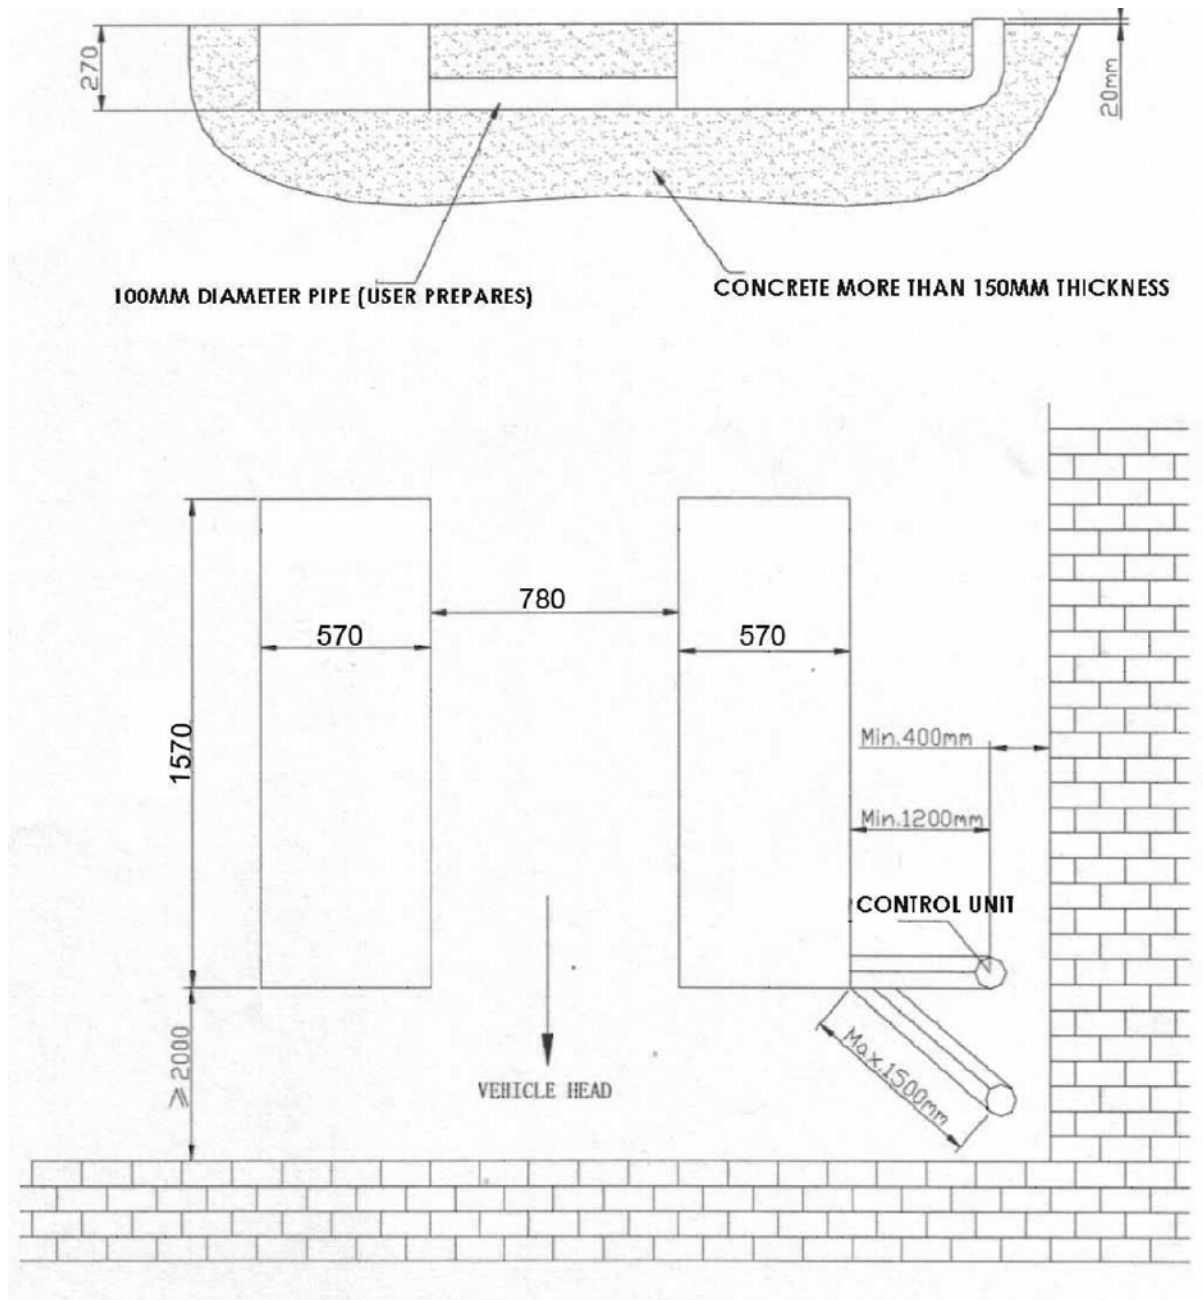 270
20mm
100MM DIAMETER PIPE (USER PREPARES)
CONCRETE MORE THAN 150MM THICKNESS
780
570
570
1570
Min.400mm
Min.1200mm
CONTROL UNIT
⩾2000
Max.1500mm
VEHICLE HEAD